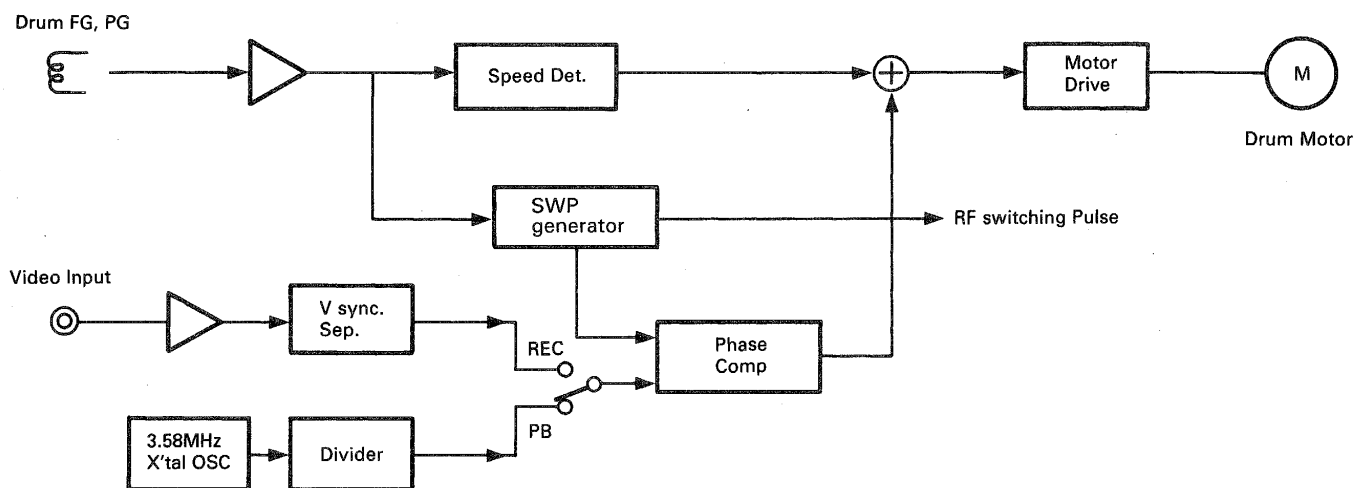 Drum FG, PG
Speed Det.
+
Motor
Drive
M
Drum Motor
SWP
generator
RF switching Pulse
Video Input
V sync.
Sep.
REC
Phase
Comp
PB
3.58MHz
X'tal OSC
Divider